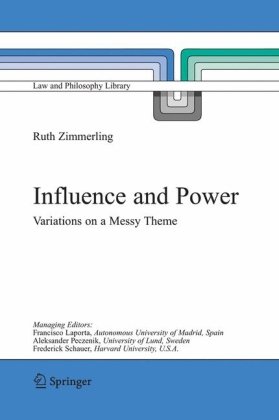 Law and Philosophy Library
Ruth Zimmerling
Influence and Power
Variations on a Messy Theme
Managing Editors:
Francisco Laporta, Autonomous University of Madrid, Spain
Aleksander Peczenik, University of Lund, Sweden
Frederick Schauer, Harvard University, U.S.A.
Springer